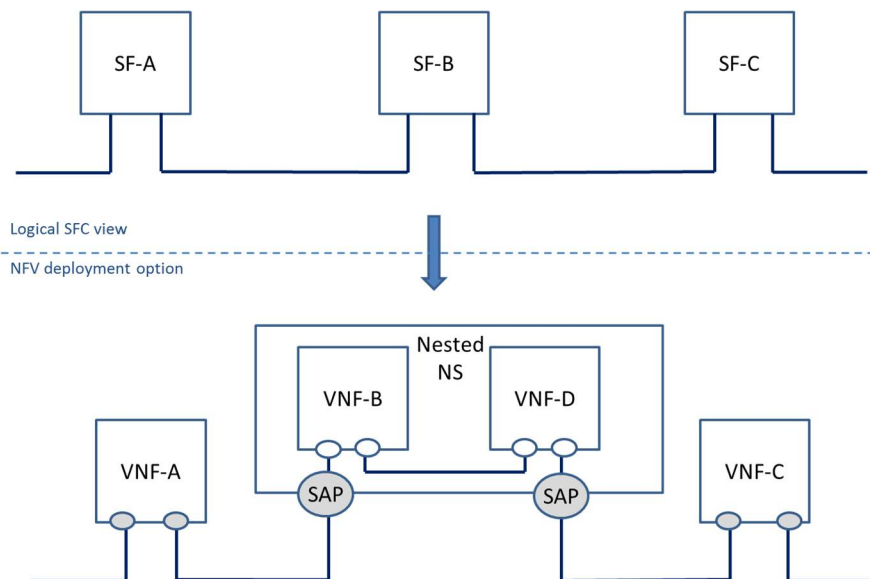 SF-A
SF-B
SF-C
Logical SFC view
NFV deployment option
Nested
NS
VNF-B
VNF-D
VNF-A
VNF-C
SAP
SAP